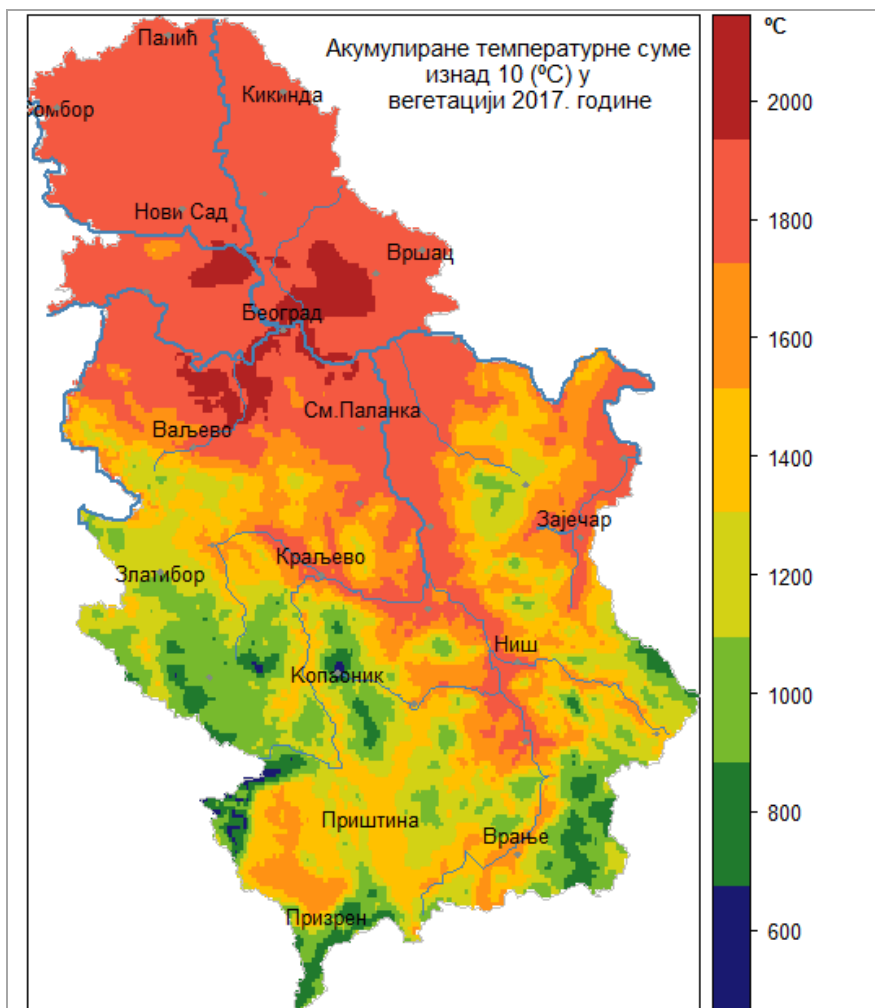 Акумулиране температурне суме
изнад 10 (ºС) у
вегетацији 2017. године
ºC
Палић
Кикинда
Сомбор
Нови Сад
Вршац
Београд
См.Паланка
Ваљево
Зајечар
Краљево
Златибор
Ниш
Копаоник
Приштина
Врање
Призрен
2000
1800
1600
1400
1200
1000
800
600